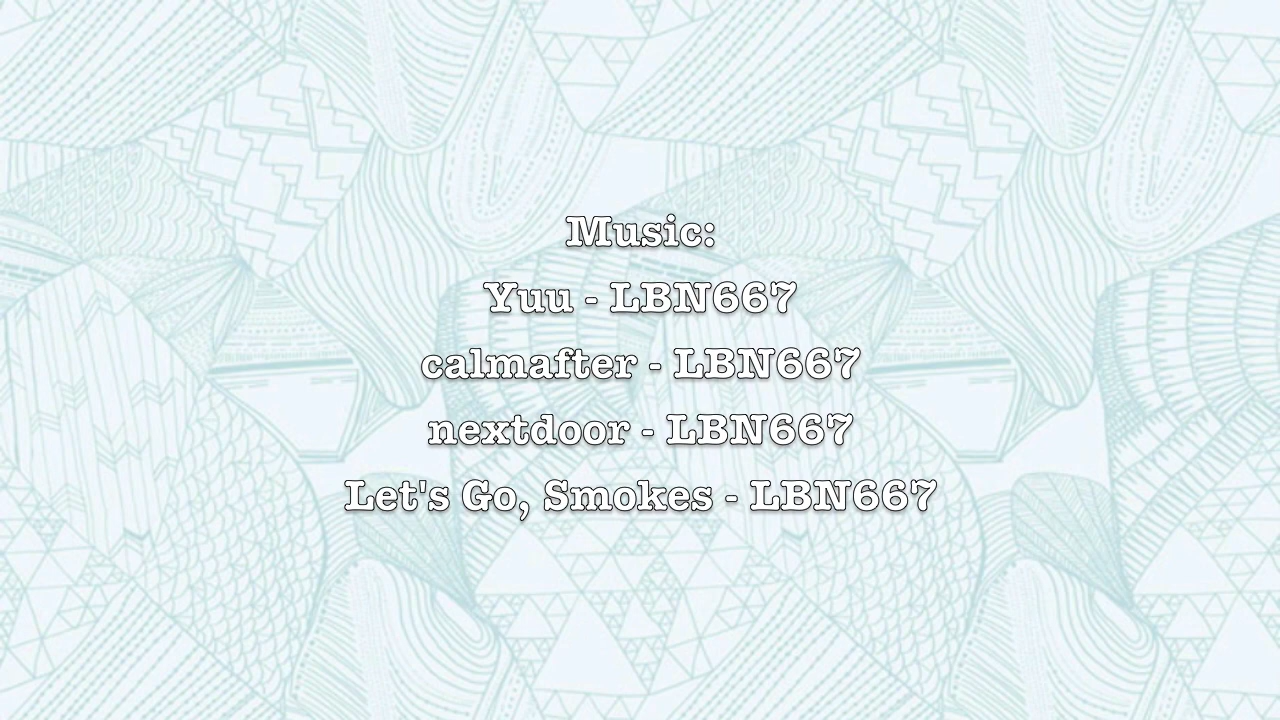 Music:
Yuu - LBN667
calmafter - LBN667
nextdoor - LBN667
Let's Go, Smokes - LBN667